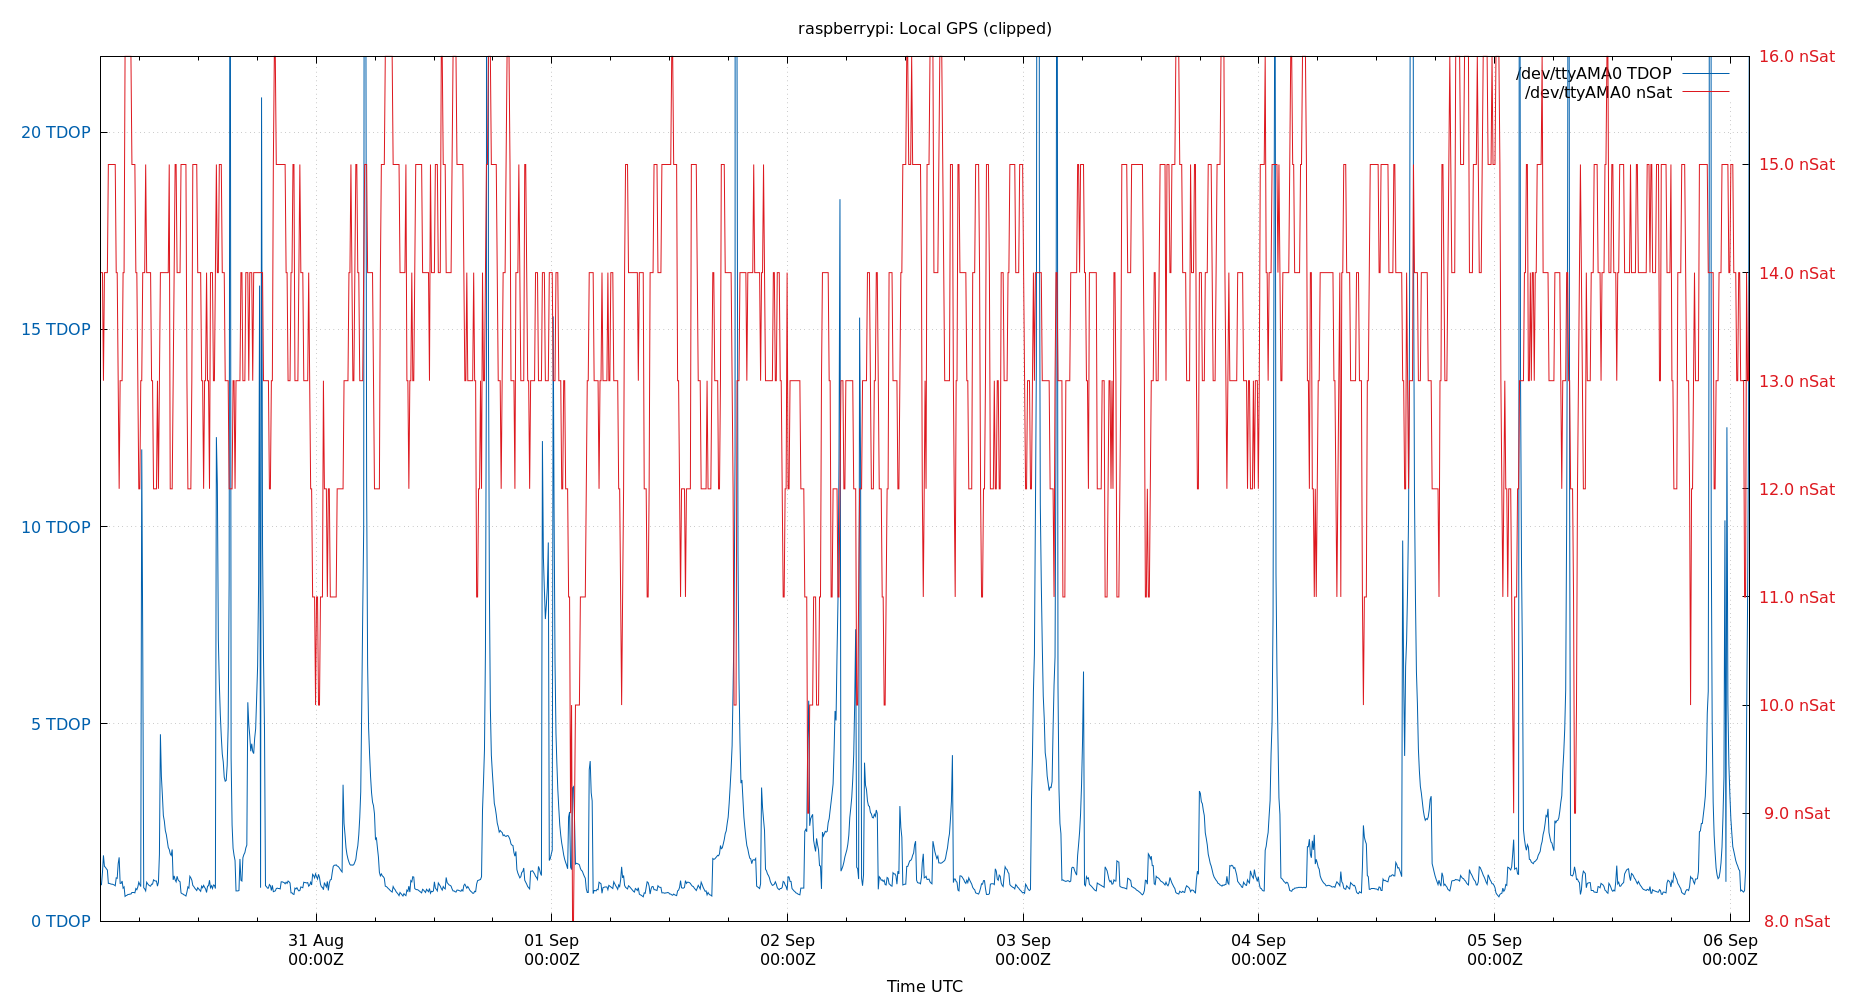 raspberrypi: Local GPS (clipped)
16.0 nSat
/dev/ttyAMA0 TDOP
/dev/ttyAMA0 nSat
20 TDOP
15.0 nSat
14.0 nSat
15 TDOP
13.0 nSat
12.0 nSat
10 TDOP
11.0 nSat
10.0 nSat
5 TDOP
9.0 nSat
0 TDOP
8.0 nSat
31 Aug
00:00Z
01 Sep
00:00Z
02 Sep
00:00Z
03 Sep
00:00Z
04 Sep
00:00Z
05 Sep
00:00Z
06 Sep
00:00Z
Time UTC